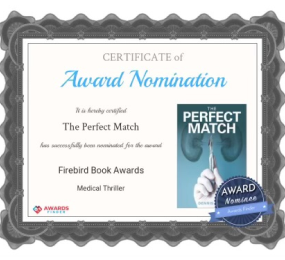 CERTIFICATE of
Award Nomination
It is hereby certified
The Perfect Match
has successfully been nominated for the award
Firebird Book Awards
Medical Thriller
AWARDS
FINDER
THE
PERFECT
MATCH
AWARD
Nominee